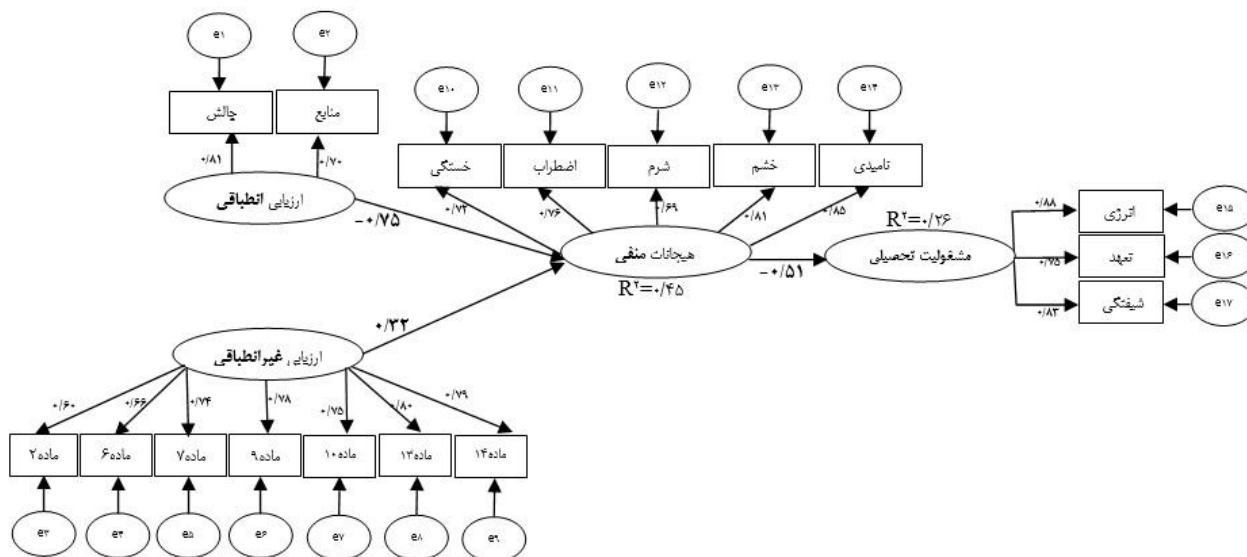 e۱
e۲
چالش
منابع
۰/۸۱
۰/۷۰
ارزیابی انطباقی
-۰/۷۵
e۱۰
e۱۱
e۱۲
e۱۳
e۱۴
خستگی
اضطراب
شرم
خشم
ناامیدی
۰/۷۲
۰/۷۶
۰/۶۹
۰/۸۱
۰/۸۵
هیجانات منفی
R۲=۰/۴۵
-۰/۵۱
R۲=۰/۲۶
مشغولیت تحصیلی
۰/۸۸
انرژی
e۱۵
۰/۷۵
تعهد
e۱۶
۰/۸۳
شیفتگی
e۱۷
۰/۳۲
ارزیابی غیرانطباقی
۰/۶۰
۰/۶۶
۰/۷۴
۰/۷۸
۰/۷۵
۰/۸۰
۰/۷۹
ماده۲
ماده۶
ماده۷
ماده۹
ماده۱۰
ماده۱۳
ماده۱۴
e۳
e۴
e۵
e۶
e۷
e۸
e۹